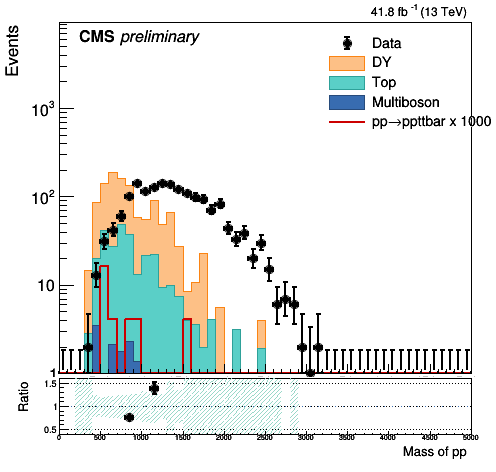 41.8 fb⁻¹ (13 TeV)
CMS preliminary
Events
Data
DY
Top
Multiboson
pp→ppttbar x 1000
10³
10²
10
1
Ratio
1.5
1
0.5
0 500 1000 1500 2000 2500 3000 3500 4000 4500 5000
Mass of pp